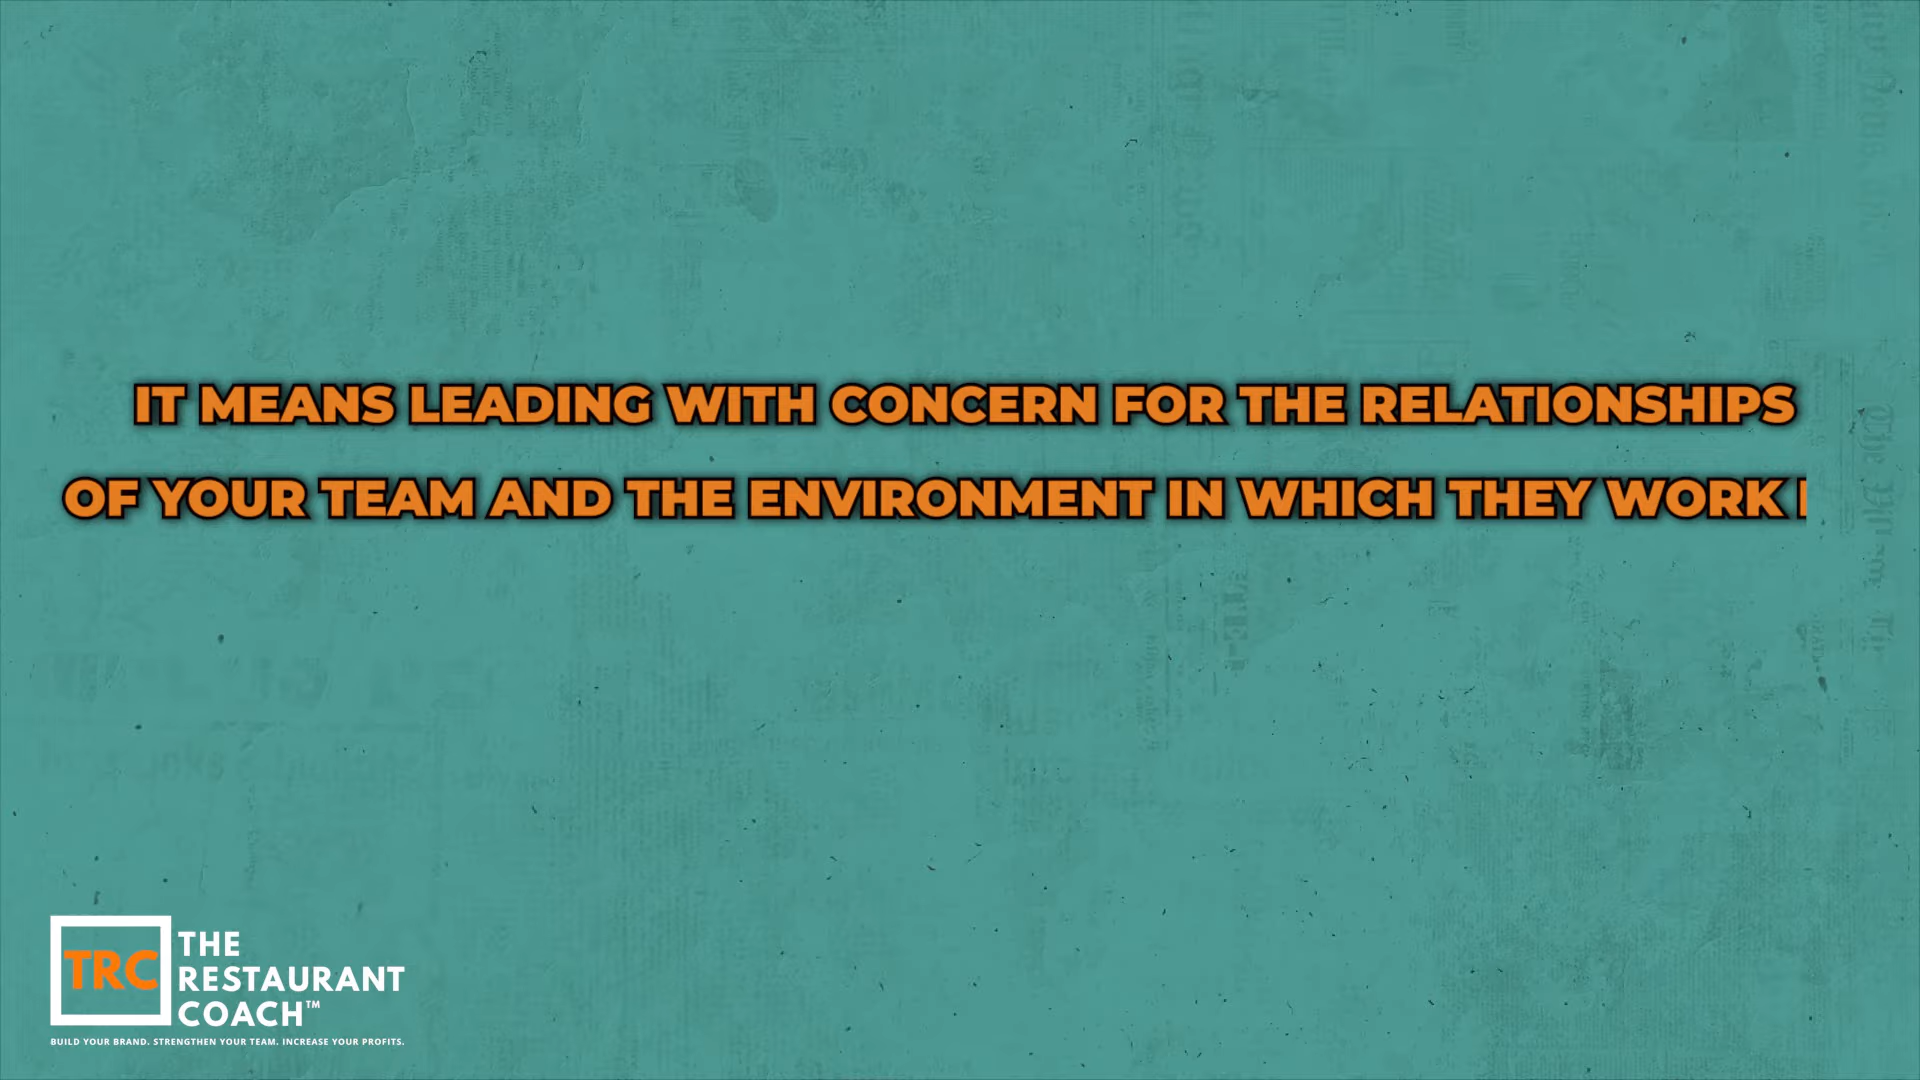 IT MEANS LEADING WITH CONCERN FOR THE RELATIONSHIPS
OF YOUR TEAM AND THE ENVIRONMENT IN WHICH THEY WORK
TRC
THE
RESTAURANT
COACH™
BUILD YOUR BRAND. STRENGTHEN YOUR TEAM. INCREASE YOUR PROFITS.